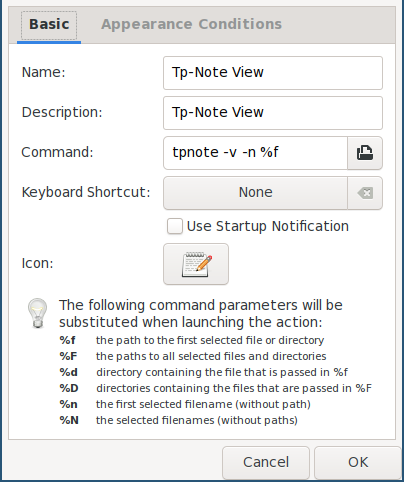 Basic Appearance Conditions
Name: Tp-Note View
Description: Tp-Note View
Command: tpnote -v -n %f
Keyboard Shortcut: None
Use Startup Notification
Icon:
The following command parameters will be
substituted when launching the action:
%f the path to the first selected file or directory
%F the paths to all selected files and directories
%d directory containing the file that is passed in %f
%D directories containing the files that are passed in %F
%n the first selected filename (without path)
%N the selected filenames (without paths)
Cancel OK